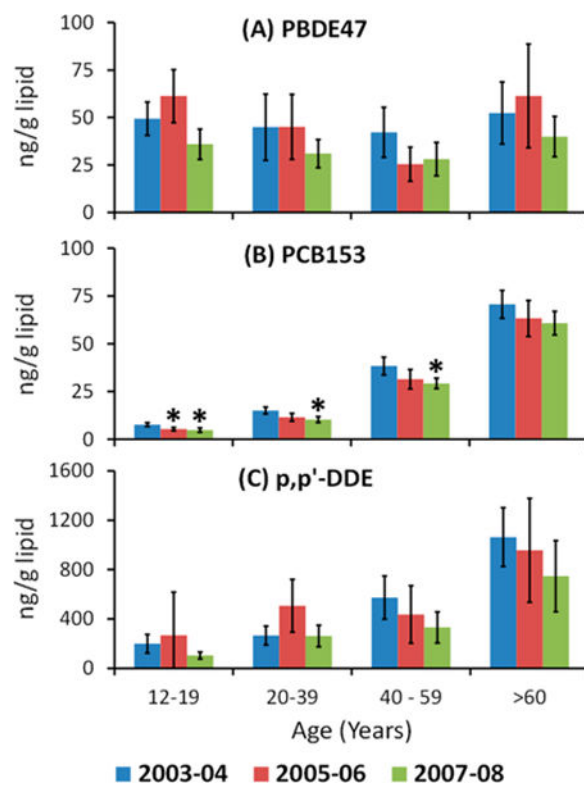 (A) PBDE47
100
75
50
25
0
ng/g lipid
(B) PCB153
100
75
50
25
0
ng/g lipid
* *
*
*
(C) p,p'-DDE
1600
1200
800
400
0
ng/g lipid
12-19 20-39 40 - 59 >60
Age (Years)
2003-04 2005-06 2007-08